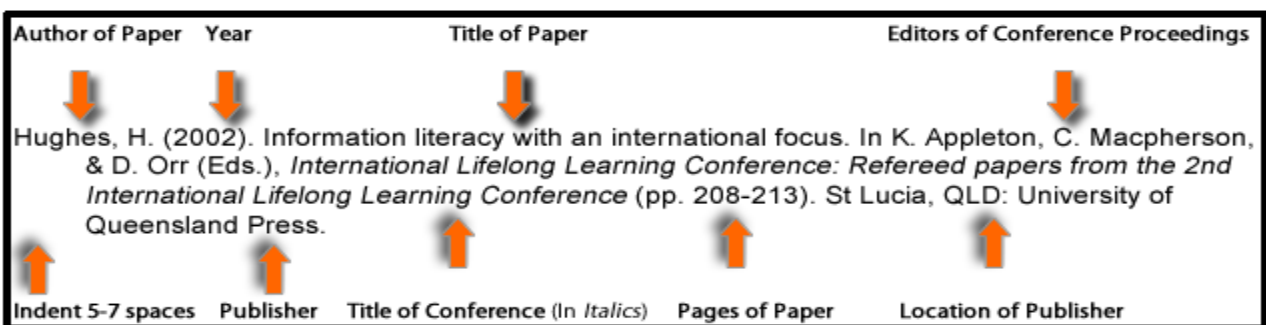 Author of Paper Year Title of Paper Editors of Conference Proceedings
Hughes, H. (2002). Information literacy with an international focus. In K. Appleton, C. Macpherson,
& D. Orr (Eds.), International Lifelong Learning Conference: Refereed papers from the 2nd
International Lifelong Learning Conference (pp. 208-213). St Lucia, QLD: University of
Queensland Press.
Indent 5-7 spaces Publisher Title of Conference (In Italics) Pages of Paper Location of Publisher